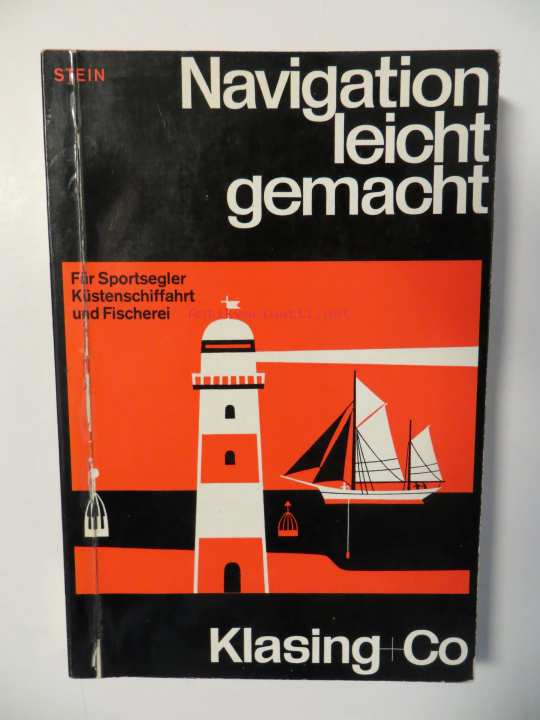 STEIN
Navigation
leicht
gemacht
Für Sportsegler
Küstenschiffahrt
und Fischerei
Klasing+Co